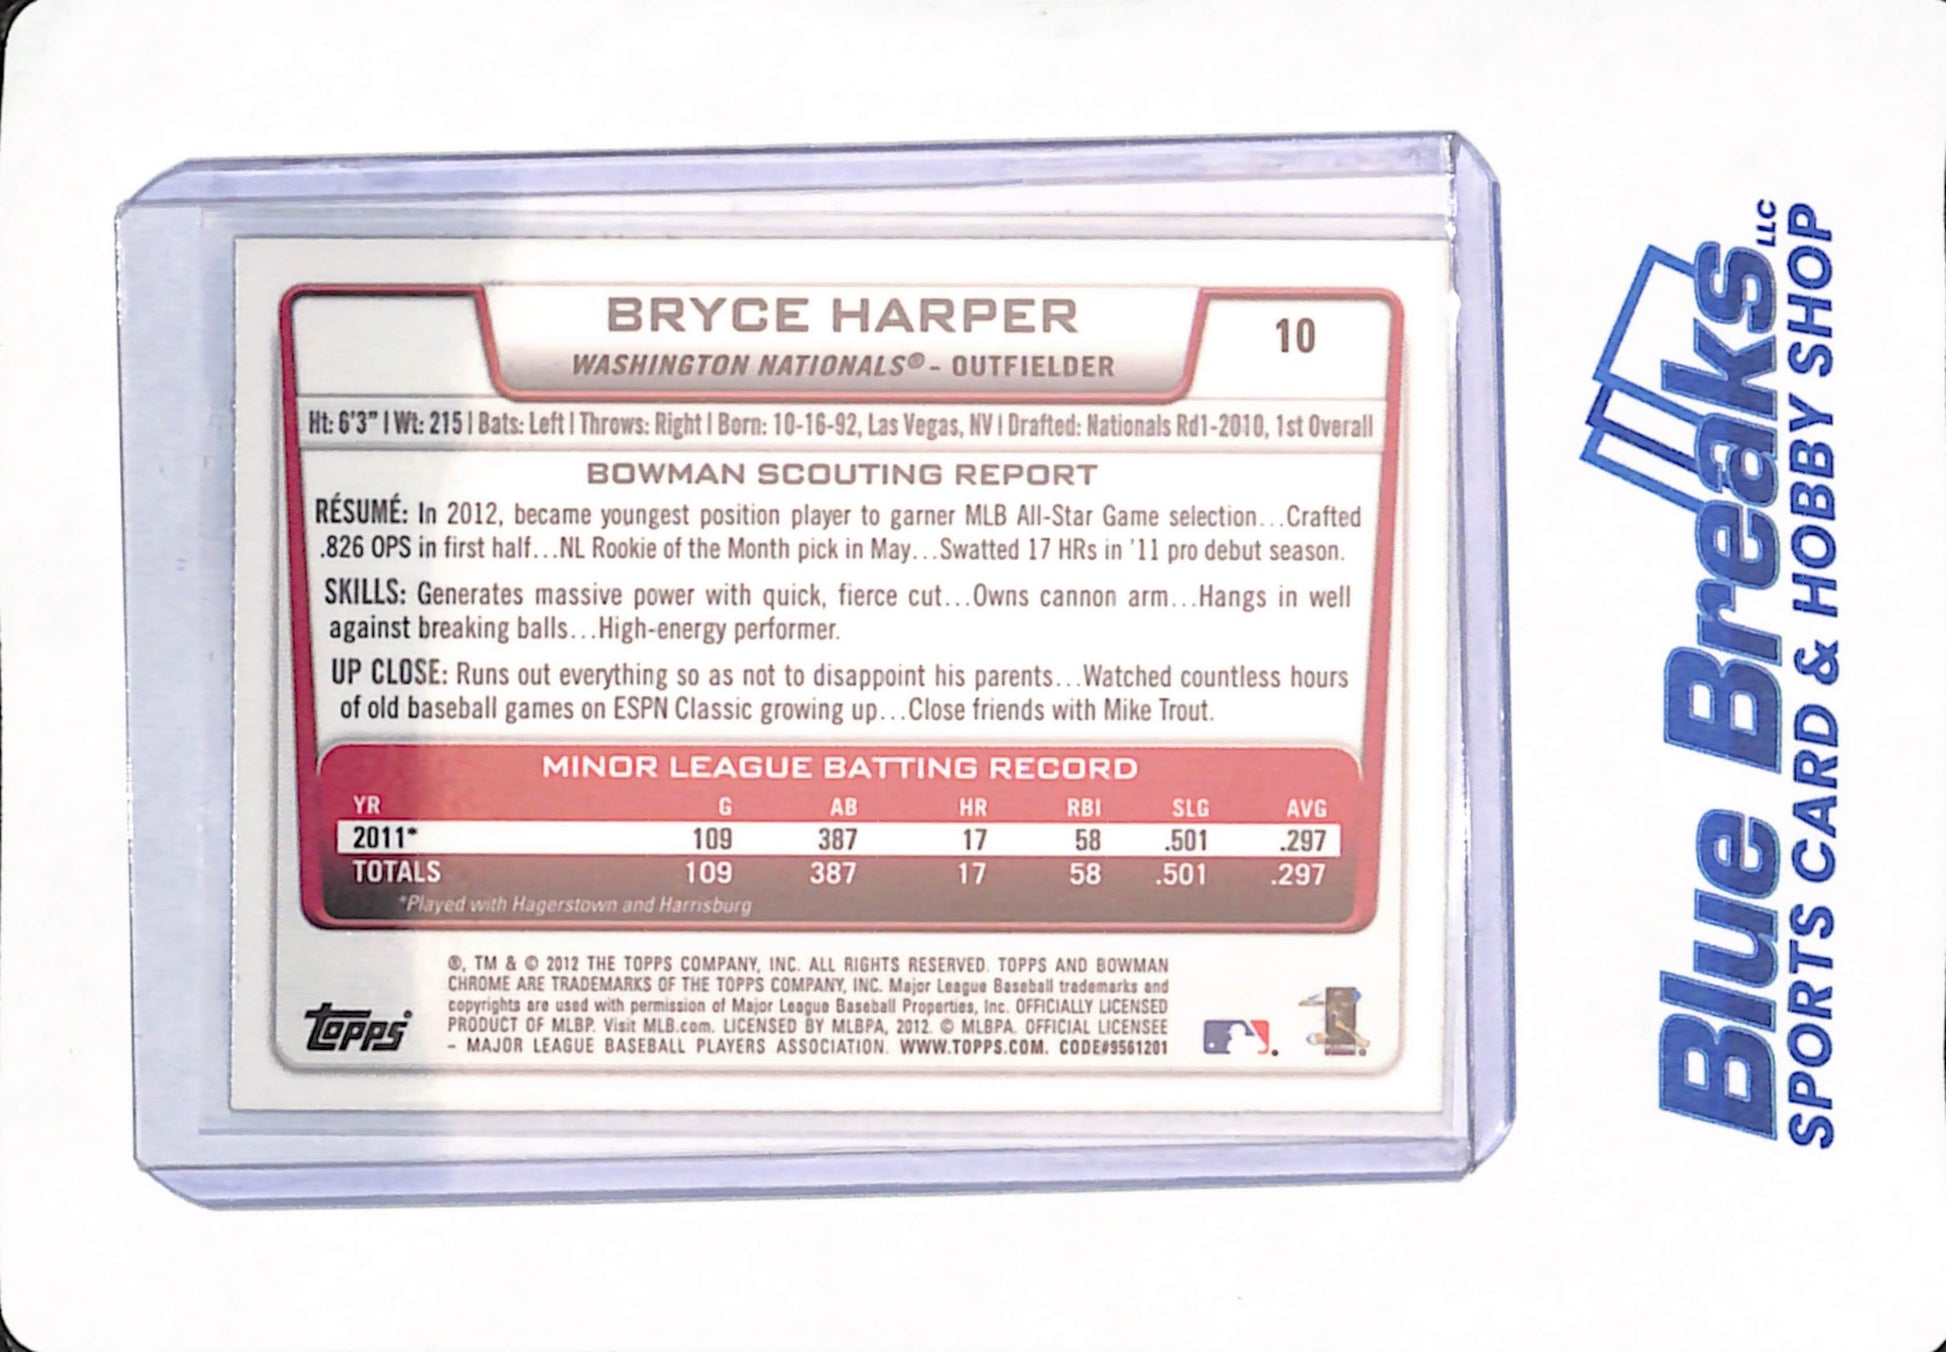 BRYCE HARPER
WASHINGTON NATIONALS® - OUTFIELDER
10
Ht: 6'3" | Wt: 215 | Bats: Left | Throws: Right | Born: 10-16-92, Las Vegas, NV | Drafted: Nationals Rd1-2010, 1st Overall
BOWMAN SCOUTING REPORT
RÉSUMÉ: In 2012, became youngest position player to garner MLB All-Star Game selection...Crafted
.826 OPS in first half...NL Rookie of the Month pick in May...Swatted 17 HRs in '11 pro debut season.
SKILLS: Generates massive power with quick, fierce cut...Owns cannon arm...Hangs in well
against breaking balls...High-energy performer.
UP CLOSE: Runs out everything so as not to disappoint his parents...Watched countless hours
of old baseball games on ESPN Classic growing up...Close friends with Mike Trout.
MINOR LEAGUE BATTING RECORD
YR G AB HR RBI SLG AVG
2011* 109 387 17 58 .501 .297
TOTALS 109 387 17 58 .501 .297
*Played with Hagerstown and Harrisburg
®, TM & © 2012 THE TOPPS COMPANY, INC. ALL RIGHTS RESERVED. TOPPS AND BOWMAN
CHROME ARE TRADEMARKS OF THE TOPPS COMPANY, INC. Major League Baseball trademarks and
copyrights are used with permission of Major League Baseball Properties, Inc. OFFICIALLY LICENSED
PRODUCT OF MLBP. Visit MLB.com. LICENSED BY MLBPA, 2012. © MLBPA. OFFICIAL LICENSEE
- MAJOR LEAGUE BASEBALL PLAYERS ASSOCIATION. WWW.TOPPS.COM. CODE#9561201
topps
Blue Breaks LLC
SPORTS CARD & HOBBY SHOP